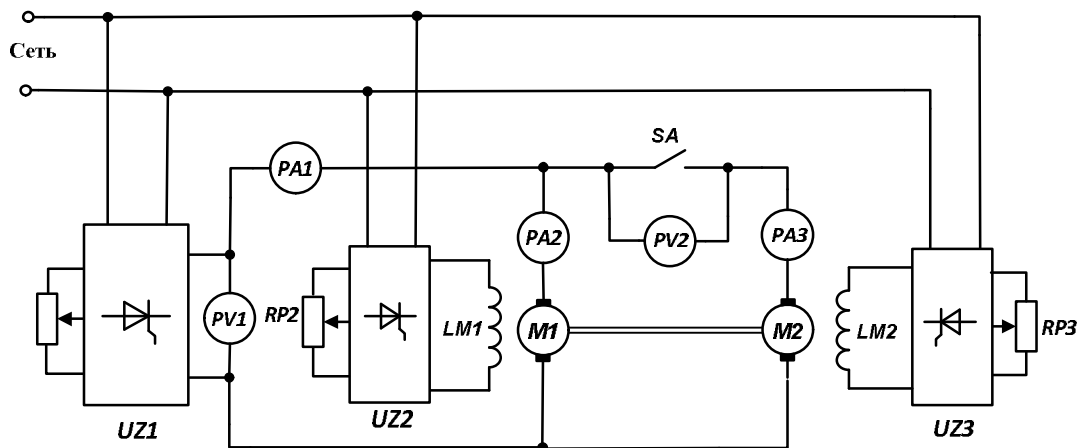 Сеть
SA
PA1
PA2
PV2
PA3
PV1
RP2
LM1
M1
M2
LM2
RP3
UZ1
UZ2
UZ3